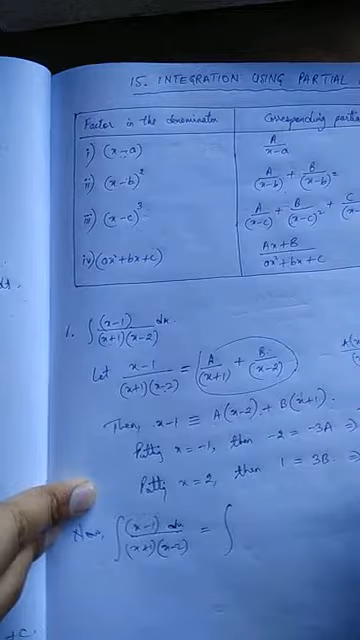 15. INTEGRATION USING PARTIAL
Factor in the denominator Corresponding partia
i) (x-a) A/(x-a)
ii) (x-b)² A/(x-b) + B/(x-b)²
iii) (x-c)³ A/(x-c) + B/(x-c)² + C/(x-
iv) (ax²+bx+c) (Ax+B)/(ax²+bx+c)
1. ∫ (x-1)/((x+1)(x-2)) dx.
Let (x-1)/((x+1)(x-2)) = A/(x+1) + B/(x-2)
Then, x-1 ≡ A(x-2) + B(x+1).
Putting x = -1, then -2 = -3A ⇒
Putting x = 2, then 1 = 3B. ⇒
Now, ∫ (x-1) dx/((x+1)(x-2)) = ∫
+C